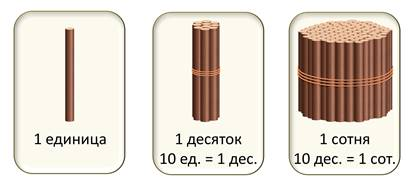 1 единица
1 десяток
10 ед. = 1 дес.
1 сотня
10 дес. = 1 сот.